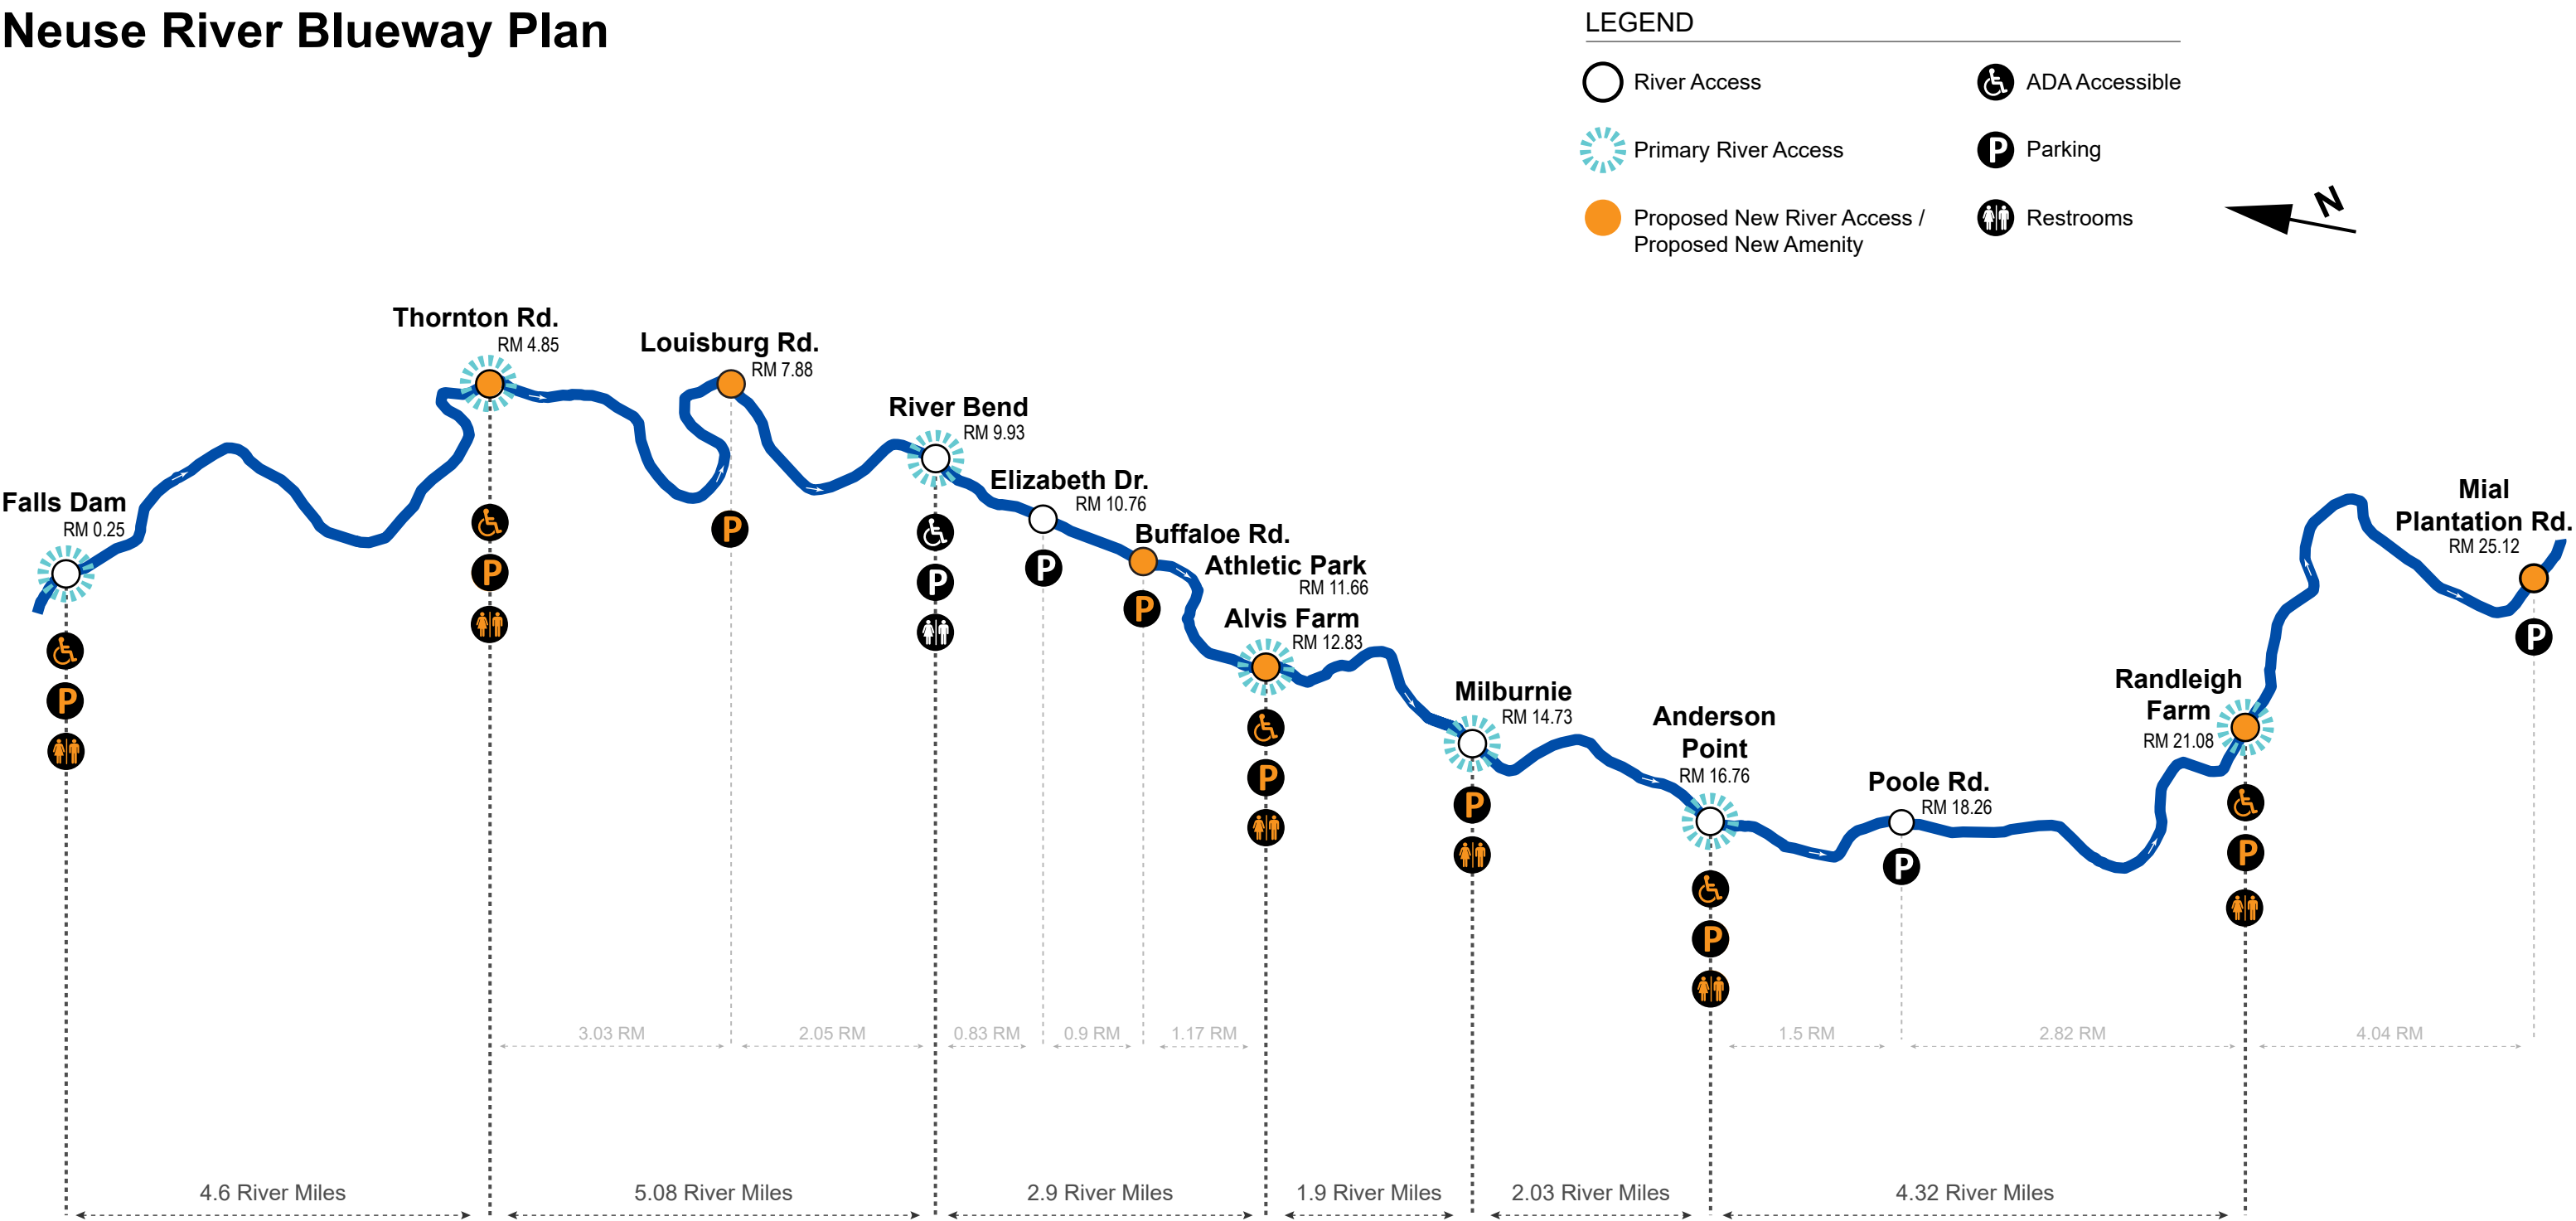 Neuse River Blueway Plan
LEGEND
River Access
ADA Accessible
Primary River Access
P
Parking
Proposed New River Access /
Proposed New Amenity
Restrooms
N
Thornton Rd.
RM 4.85
Louisburg Rd.
RM 7.88
River Bend
RM 9.93
Elizabeth Dr.
RM 10.76
Falls Dam
RM 0.25
Buffaloe Rd.
Athletic Park
RM 11.66
Alvis Farm
RM 12.83
Milburnie
RM 14.73
Anderson
Point
RM 16.76
Poole Rd.
RM 18.26
Randleigh
Farm
RM 21.08
Mial
Plantation Rd.
RM 25.12
P
P
P
P
P
P
P
P
P
P
P
P
3.03 RM
2.05 RM
0.83 RM
0.9 RM
1.17 RM
1.5 RM
2.82 RM
4.04 RM
4.6 River Miles
5.08 River Miles
2.9 River Miles
1.9 River Miles
2.03 River Miles
4.32 River Miles